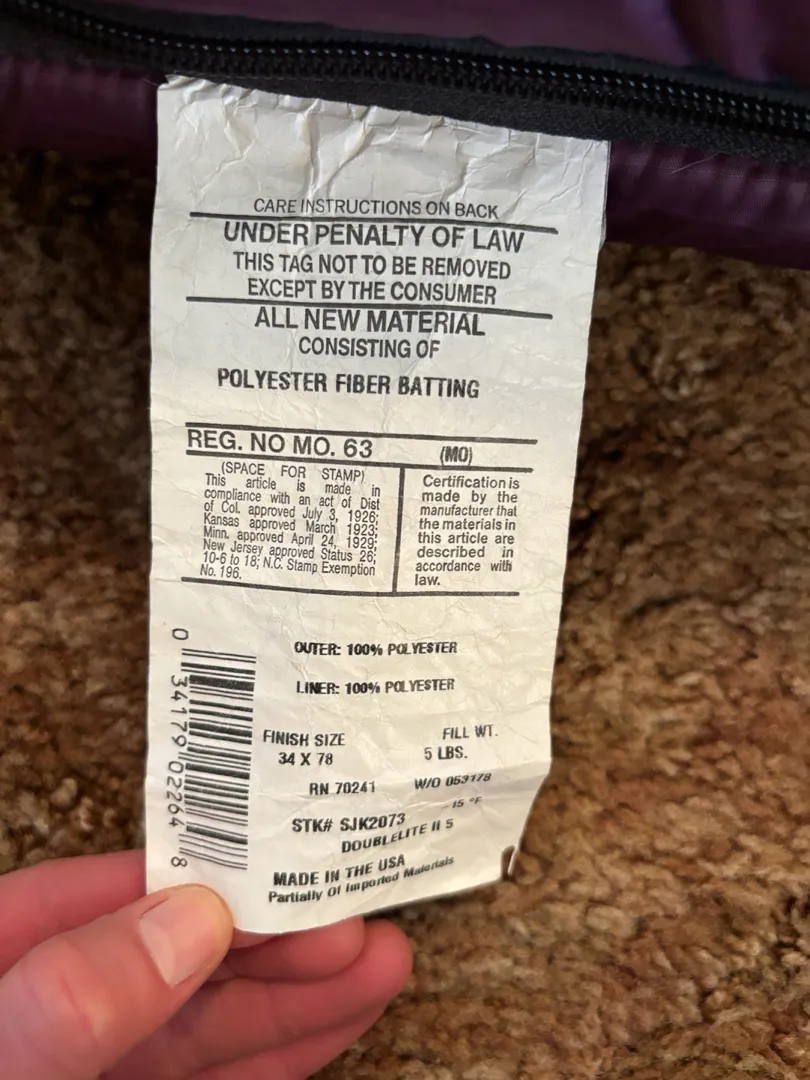 CARE INSTRUCTIONS ON BACK
UNDER PENALTY OF LAW
THIS TAG NOT TO BE REMOVED
EXCEPT BY THE CONSUMER
ALL NEW MATERIAL
CONSISTING OF
POLYESTER FIBER BATTING
REG. NO MO. 63 (MO)
(SPACE FOR STAMP)
This article is made in
compliance with an act of Dist
of Col. approved July 3, 1926;
Kansas approved March 1923;
Minn. approved April 24, 1929;
New Jersey approved Status 26;
10-6 to 18; N.C. Stamp Exemption
No. 196.
Certification is
made by the
manufacturer that
the materials in
this article are
described in
accordance with
law.
OUTER: 100% POLYESTER
LINER: 100% POLYESTER
FINISH SIZE FILL WT.
34 X 78 5 LBS.
RN 70241 W/O 053178
15 °F
STK# SJK2073
DOUBLELITE II 5
MADE IN THE USA
Partially Of Imported Materials
0 34179 02264 8